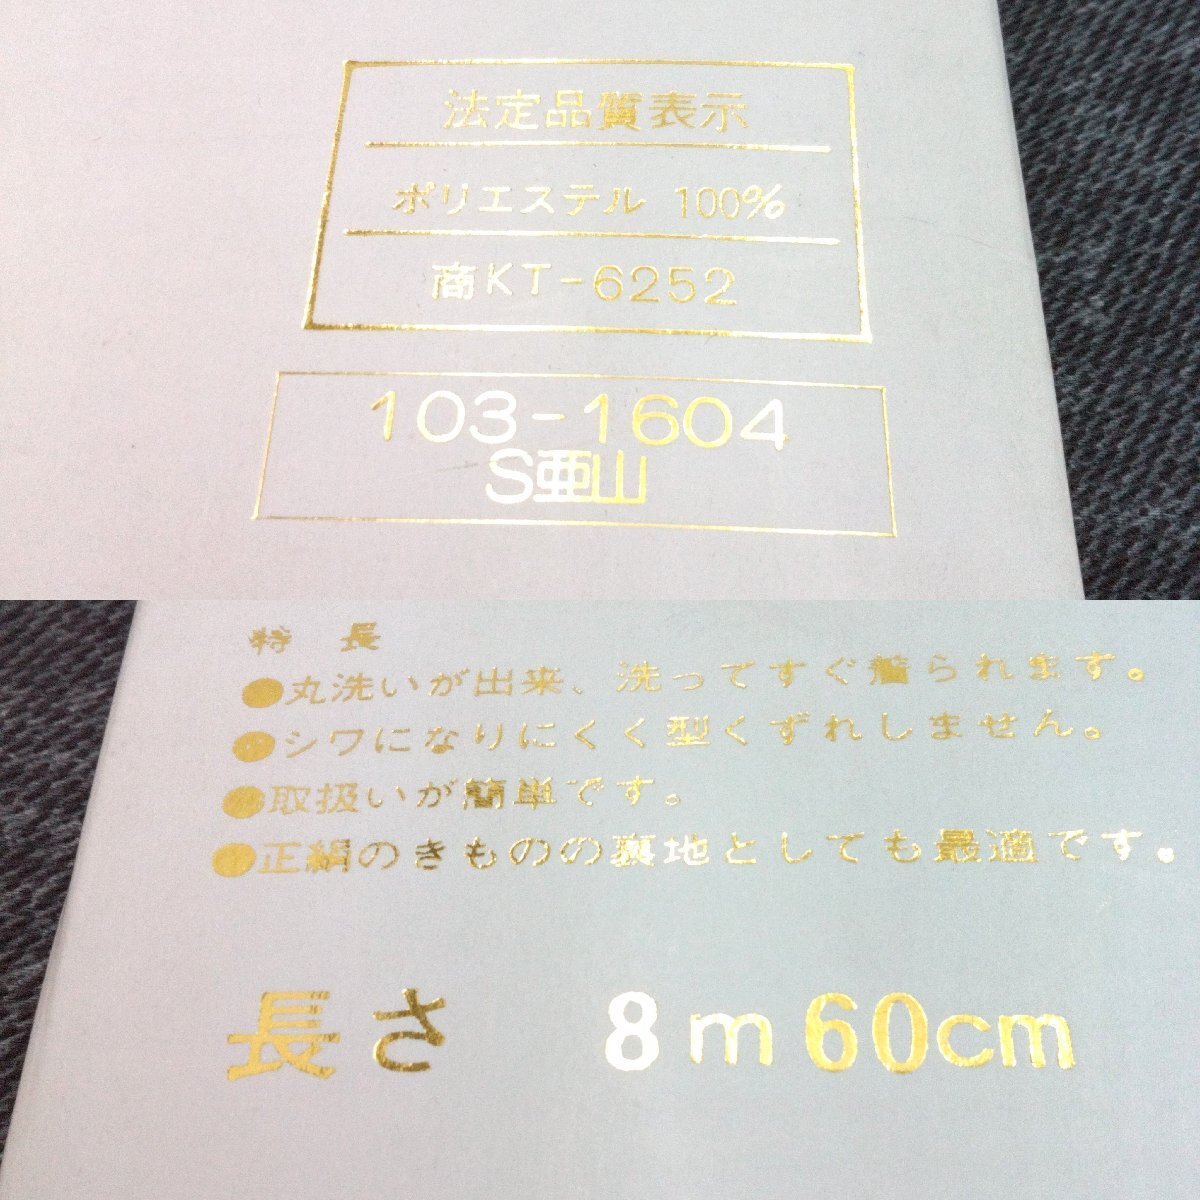 法定品質表示
ポリエステル 100%
商KT-6252
103-1604
S亜山
特 長
●丸洗いが出来、洗ってすぐ着られます。
●シワになりにくく型くずれしません。
●取扱いが簡単です。
●正絹のきものの裏地としても最適です。
長さ 8m60cm